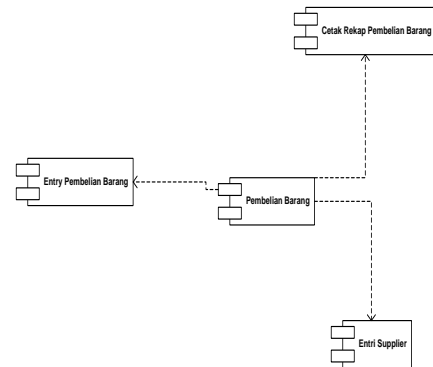 Cetak Rekap Pembelian Barang
Entry Pembelian Barang
Pembelian Barang
Entri Supplier